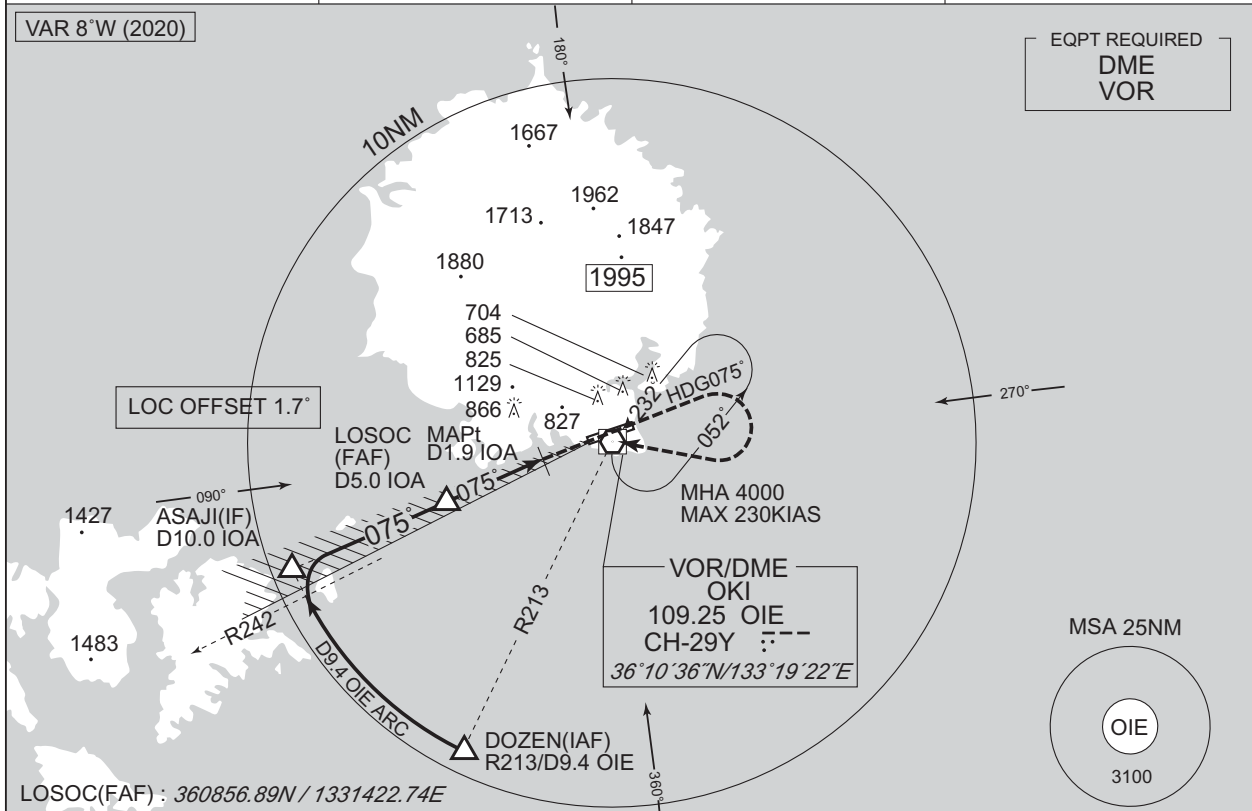 VAR 8°W (2020)
180°
EQPT REQUIRED
DME
VOR
10NM
1667
1962
1713
1847
1880
1995
704
685
825
1129
866
827
232°
HDG075°
052°
270°
LOC OFFSET 1.7°
LOSOC
(FAF)
D5.0 IOA
MAPt
D1.9 IOA
075°
075°
090°
ASAJI(IF)
D10.0 IOA
1427
1483
R242
R213
MHA 4000
MAX 230KIAS
VOR/DME
OKI
109.25 OIE
CH-29Y
36°10´36˝N/133°19´22˝E
D9.4 OIE ARC
DOZEN(IAF)
R213/D9.4 OIE
360°
MSA 25NM
OIE
3100
LOSOC(FAF) : 360856.89N / 1331422.74E